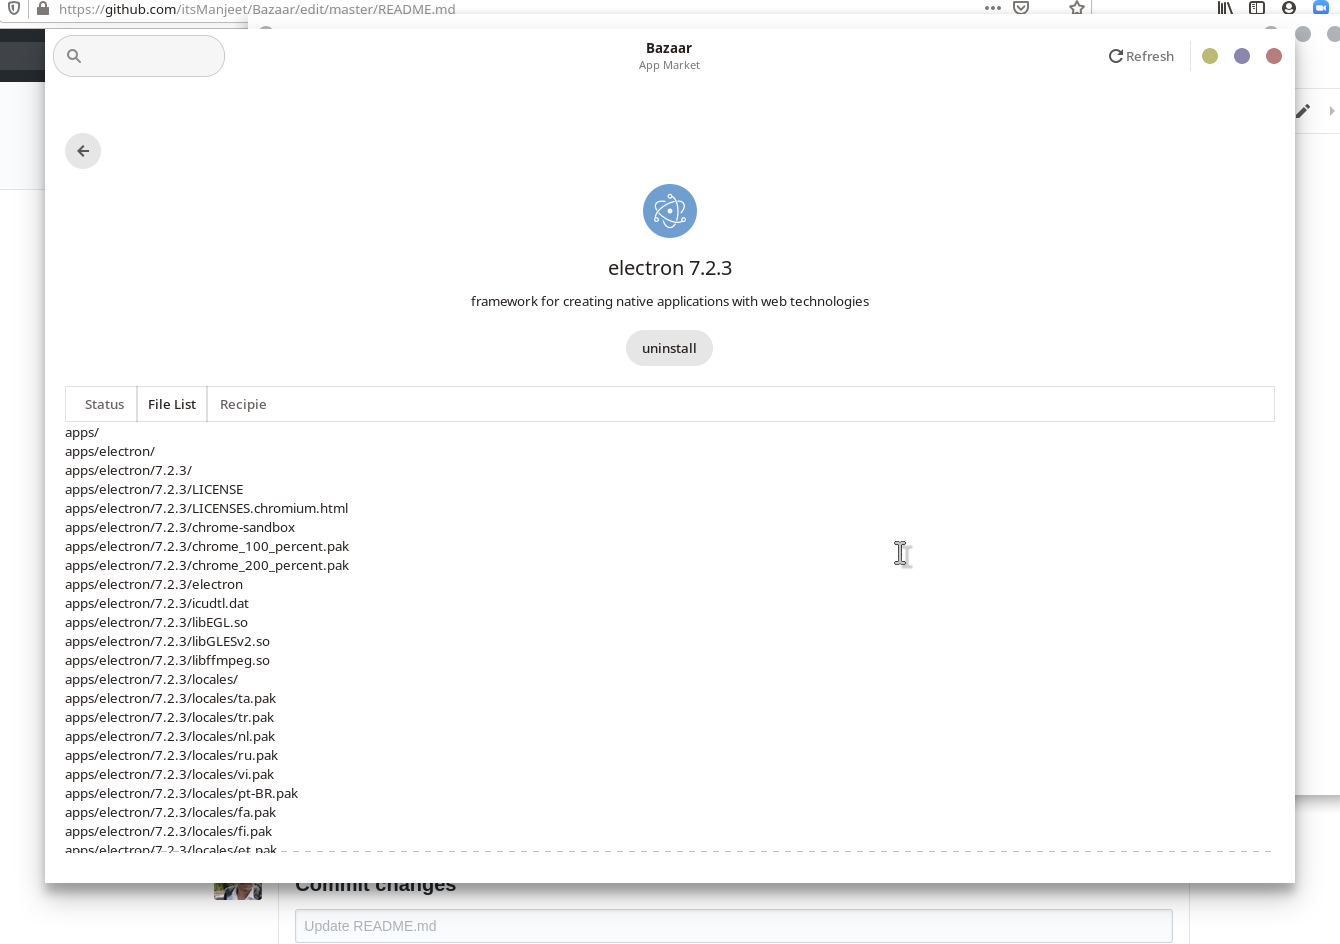 https://github.com/itsManjeet/Bazaar/edit/master/README.md
Bazaar
App Market
Refresh
electron 7.2.3
framework for creating native applications with web technologies
uninstall
Status File List Recipie
apps/
apps/electron/
apps/electron/7.2.3/
apps/electron/7.2.3/LICENSE
apps/electron/7.2.3/LICENSES.chromium.html
apps/electron/7.2.3/chrome-sandbox
apps/electron/7.2.3/chrome_100_percent.pak
apps/electron/7.2.3/chrome_200_percent.pak
apps/electron/7.2.3/electron
apps/electron/7.2.3/icudtl.dat
apps/electron/7.2.3/libEGL.so
apps/electron/7.2.3/libGLESv2.so
apps/electron/7.2.3/libffmpeg.so
apps/electron/7.2.3/locales/
apps/electron/7.2.3/locales/ta.pak
apps/electron/7.2.3/locales/tr.pak
apps/electron/7.2.3/locales/nl.pak
apps/electron/7.2.3/locales/ru.pak
apps/electron/7.2.3/locales/vi.pak
apps/electron/7.2.3/locales/pt-BR.pak
apps/electron/7.2.3/locales/fa.pak
apps/electron/7.2.3/locales/fi.pak
apps/electron/7.2.3/locales/et.pak
Commit changes
Update README.md